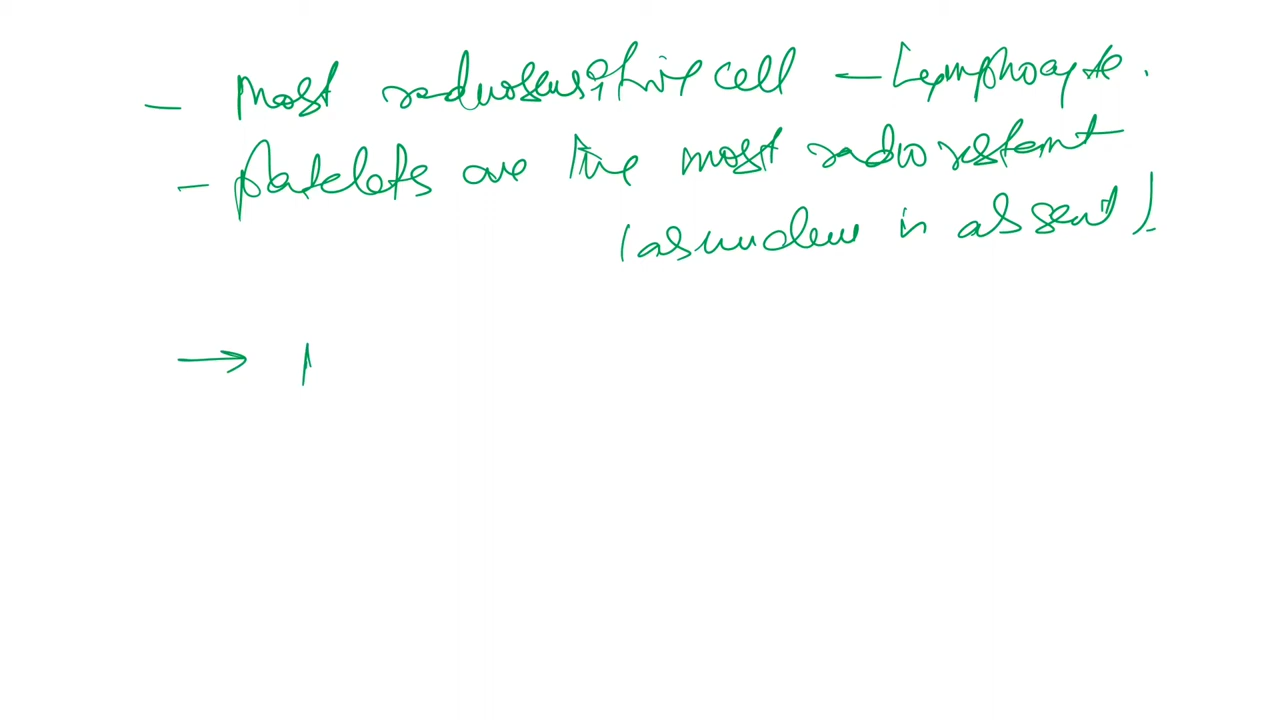 - Most radiosensitive cell - Lymphocyte.
- Platelets are the most radioresistant
(as nucleus is absent).
→